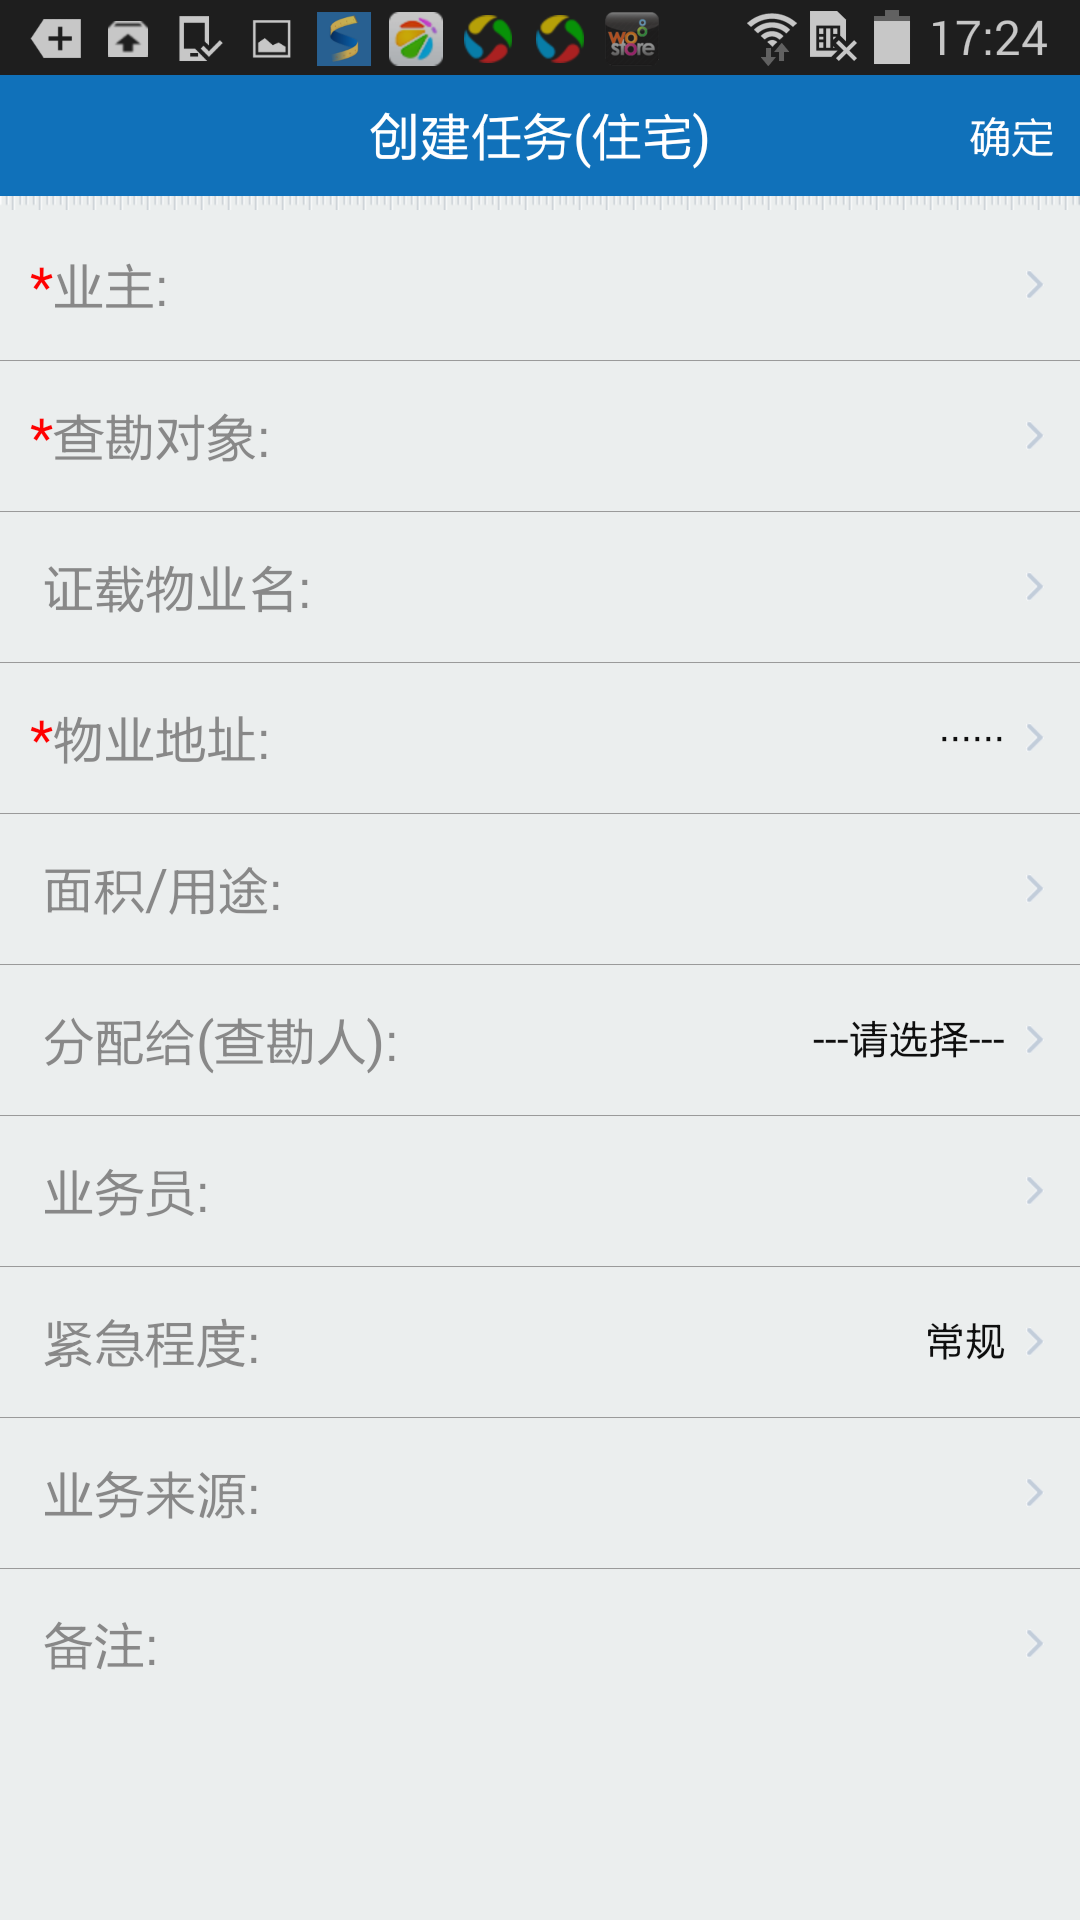 wo store
17:24
创建任务(住宅)
确定
*业主:
*查勘对象:
证载物业名:
*物业地址:
······
面积/用途:
分配给(查勘人):
---请选择---
业务员:
紧急程度:
常规
业务来源:
备注: